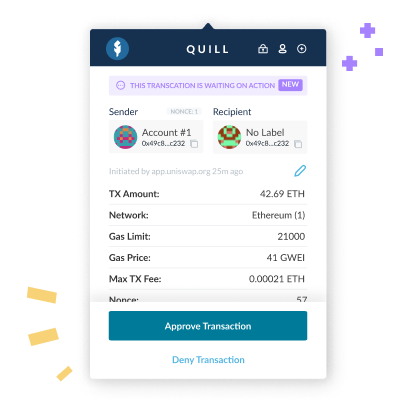 QUILL
THIS TRANSCATION IS WAITING ON ACTION NEW
Sender NONCE: 1 Recipient
Account #1 No Label
0x49c8...c232 0x49c8...c232
Initiated by app.uniswap.org 25m ago
TX Amount: 42.69 ETH
Network: Ethereum (1)
Gas Limit: 21000
Gas Price: 41 GWEI
Max TX Fee: 0.00021 ETH
Nonce: 57
Approve Transaction
Deny Transaction